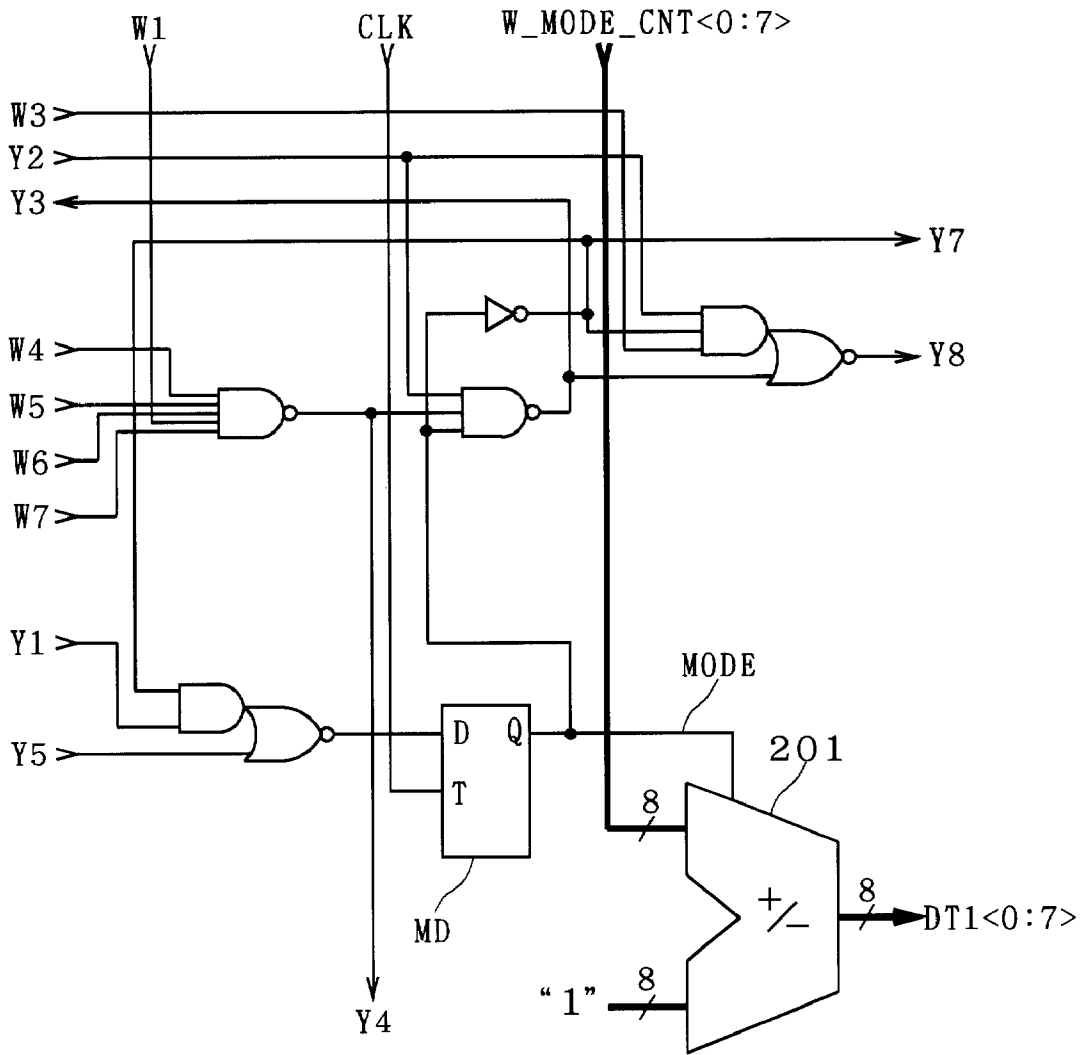 W1
CLK
W_MODE_CNT<0:7>
W3
Y2
Y3
Y7
W4
Y8
W5
W6
W7
Y1
MODE
Y5
D
Q
201
T
8
+/−
8
DT1<0:7>
MD
8
“1”
Y4